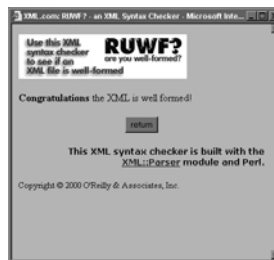 XML.com: RUWF? - an XML Syntax Checker - Microsoft Inte...
Use this XML
syntax checker
to see if an
XML file is well-formed
RUWF?
are you well-formed?
Congratulations the XML is well formed!
return
This XML syntax checker is built with the
XML::Parser module and Perl.
Copyright © 2000 O'Reilly & Associates, Inc.